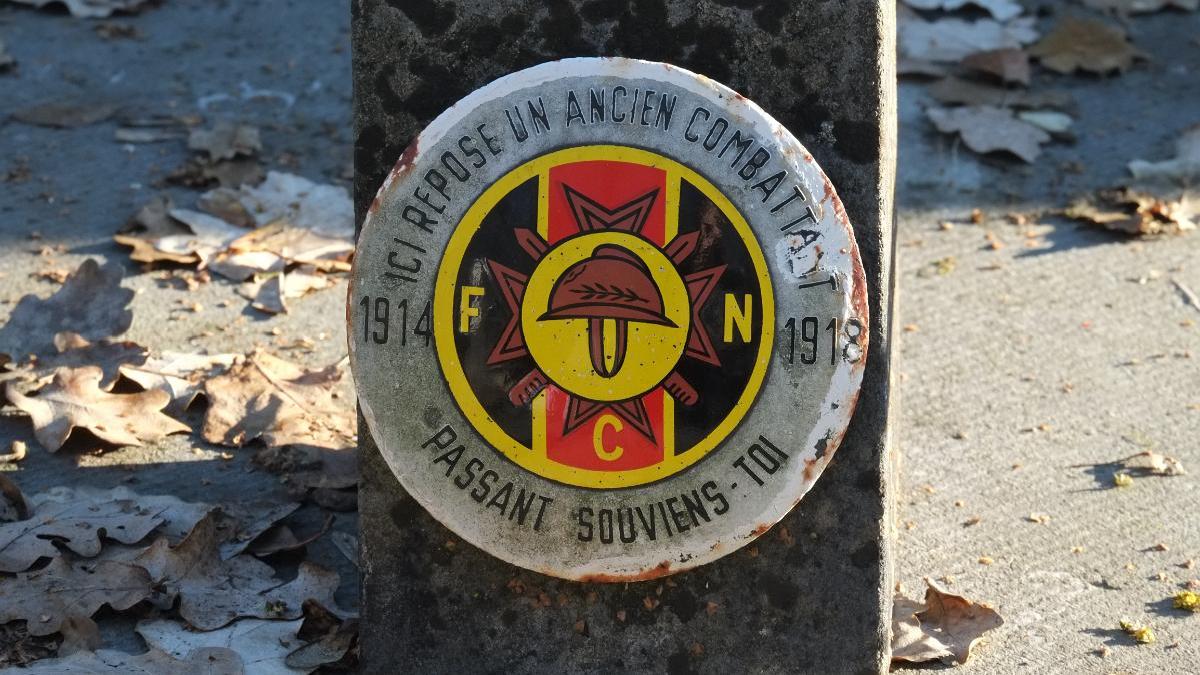 ICI REPOSE UN ANCIEN COMBATTANT
1914 1918
F N
C
PASSANT SOUVIENS-TOI